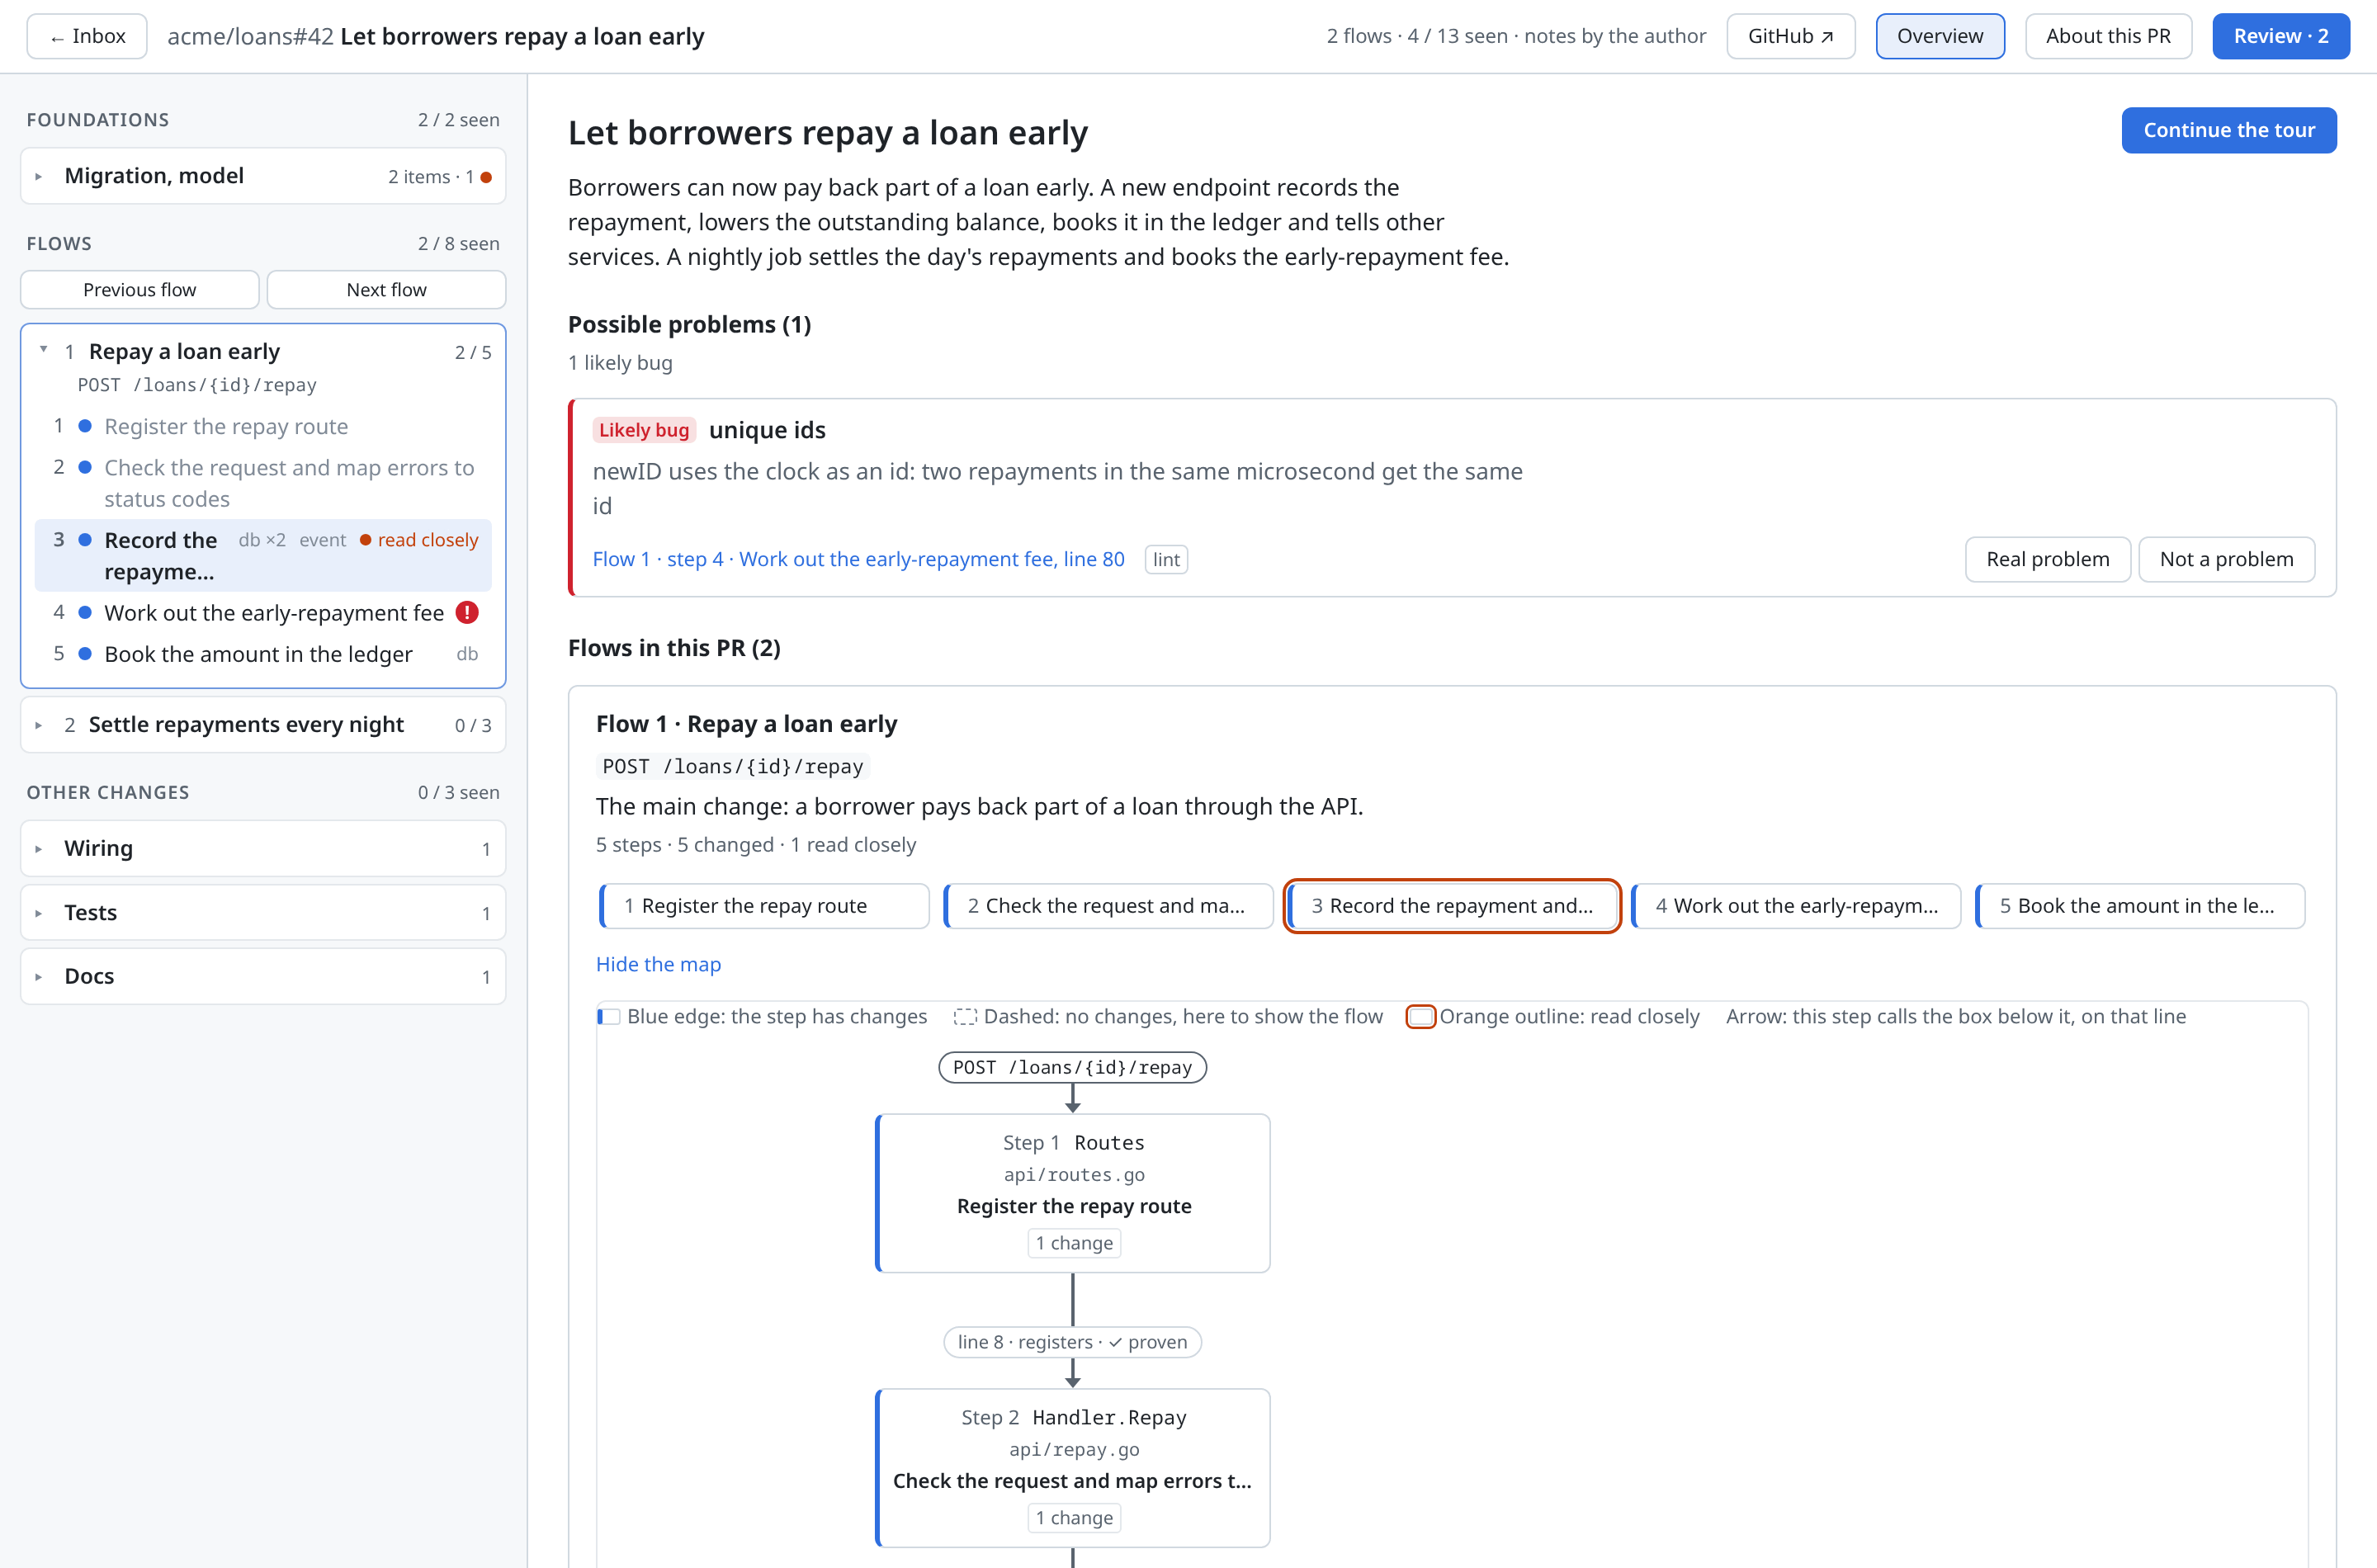 ← Inbox
acme/loans#42 Let borrowers repay a loan early
2 flows · 4 / 13 seen · notes by the author
GitHub ↗
Overview
About this PR
Review · 2
FOUNDATIONS 2 / 2 seen
▸ Migration, model 2 items · 1
FLOWS 2 / 8 seen
Previous flow
Next flow
▾ 1 Repay a loan early 2 / 5
POST /loans/{id}/repay
1 Register the repay route
2 Check the request and map errors to
status codes
3 Record the db ×2 event read closely
repayme...
4 Work out the early-repayment fee !
5 Book the amount in the ledger db
▸ 2 Settle repayments every night 0 / 3
OTHER CHANGES 0 / 3 seen
▸ Wiring 1
▸ Tests 1
▸ Docs 1
Let borrowers repay a loan early
Continue the tour
Borrowers can now pay back part of a loan early. A new endpoint records the
repayment, lowers the outstanding balance, books it in the ledger and tells other
services. A nightly job settles the day's repayments and books the early-repayment fee.
Possible problems (1)
1 likely bug
Likely bug unique ids
newID uses the clock as an id: two repayments in the same microsecond get the same
id
Flow 1 · step 4 · Work out the early-repayment fee, line 80 lint
Real problem
Not a problem
Flows in this PR (2)
Flow 1 · Repay a loan early
POST /loans/{id}/repay
The main change: a borrower pays back part of a loan through the API.
5 steps · 5 changed · 1 read closely
1 Register the repay route
2 Check the request and ma...
3 Record the repayment and...
4 Work out the early-repaym...
5 Book the amount in the le...
Hide the map
Blue edge: the step has changes
Dashed: no changes, here to show the flow
Orange outline: read closely
Arrow: this step calls the box below it, on that line
POST /loans/{id}/repay
Step 1 Routes
api/routes.go
Register the repay route
1 change
line 8 · registers · ✓ proven
Step 2 Handler.Repay
api/repay.go
Check the request and map errors t...
1 change